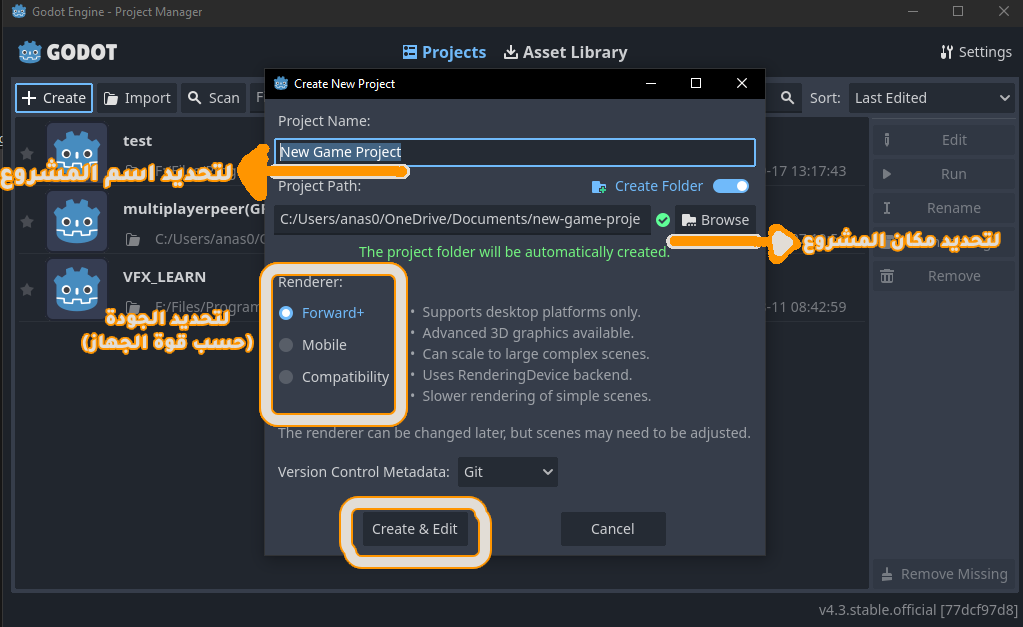 Godot Engine - Project Manager
GODOT
Projects
Asset Library
Settings
Create
Import
Scan
Sort:
Last Edited
Create New Project
Project Name:
New Game Project
لتحديد اسم المشروع
Project Path:
Create Folder
C:/Users/anas0/OneDrive/Documents/new-game-proje
Browse
لتحديد مكان المشروع
The project folder will be automatically created.
Renderer:
Forward+
Mobile
Compatibility
لتحديد الجودة
(حسب قوة الجهاز)
• Supports desktop platforms only.
• Advanced 3D graphics available.
• Can scale to large complex scenes.
• Uses RenderingDevice backend.
• Slower rendering of simple scenes.
The renderer can be changed later, but scenes may need to be adjusted.
Version Control Metadata:
Git
Create & Edit
Cancel
test
-17 13:17:43
multiplayerpeer(G
C:/Users/anas0/
VFX_LEARN
F:/Files/Program
-11 08:42:59
Edit
Run
Rename
Remove
Remove Missing
v4.3.stable.official [77dcf97d8]